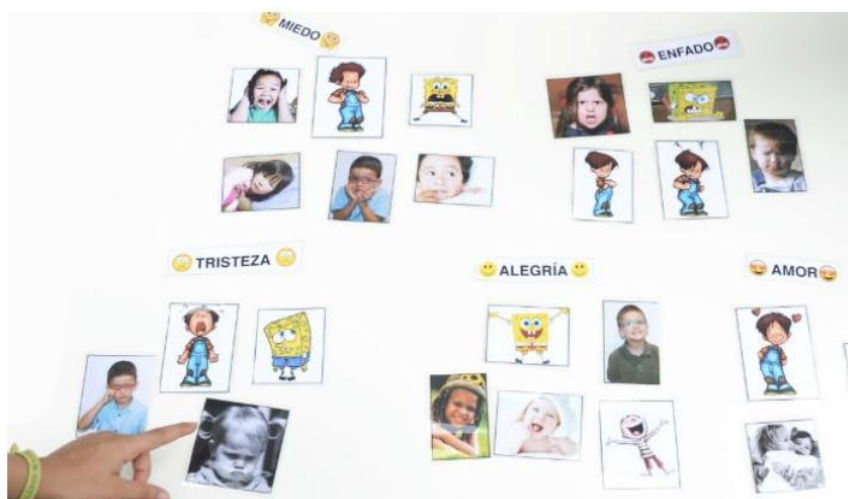 MIEDO
ENFADO
TRISTEZA
ALEGRÍA
AMOR